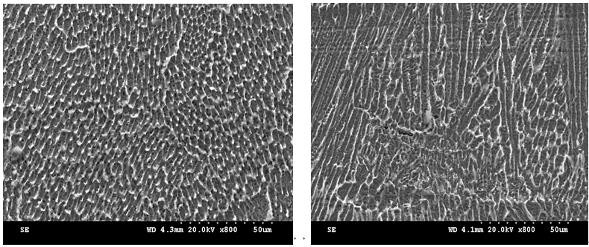 SE WD 4.3mm 20.0kV x800 50um
SE WD 4.1mm 20.0kV x800 50um